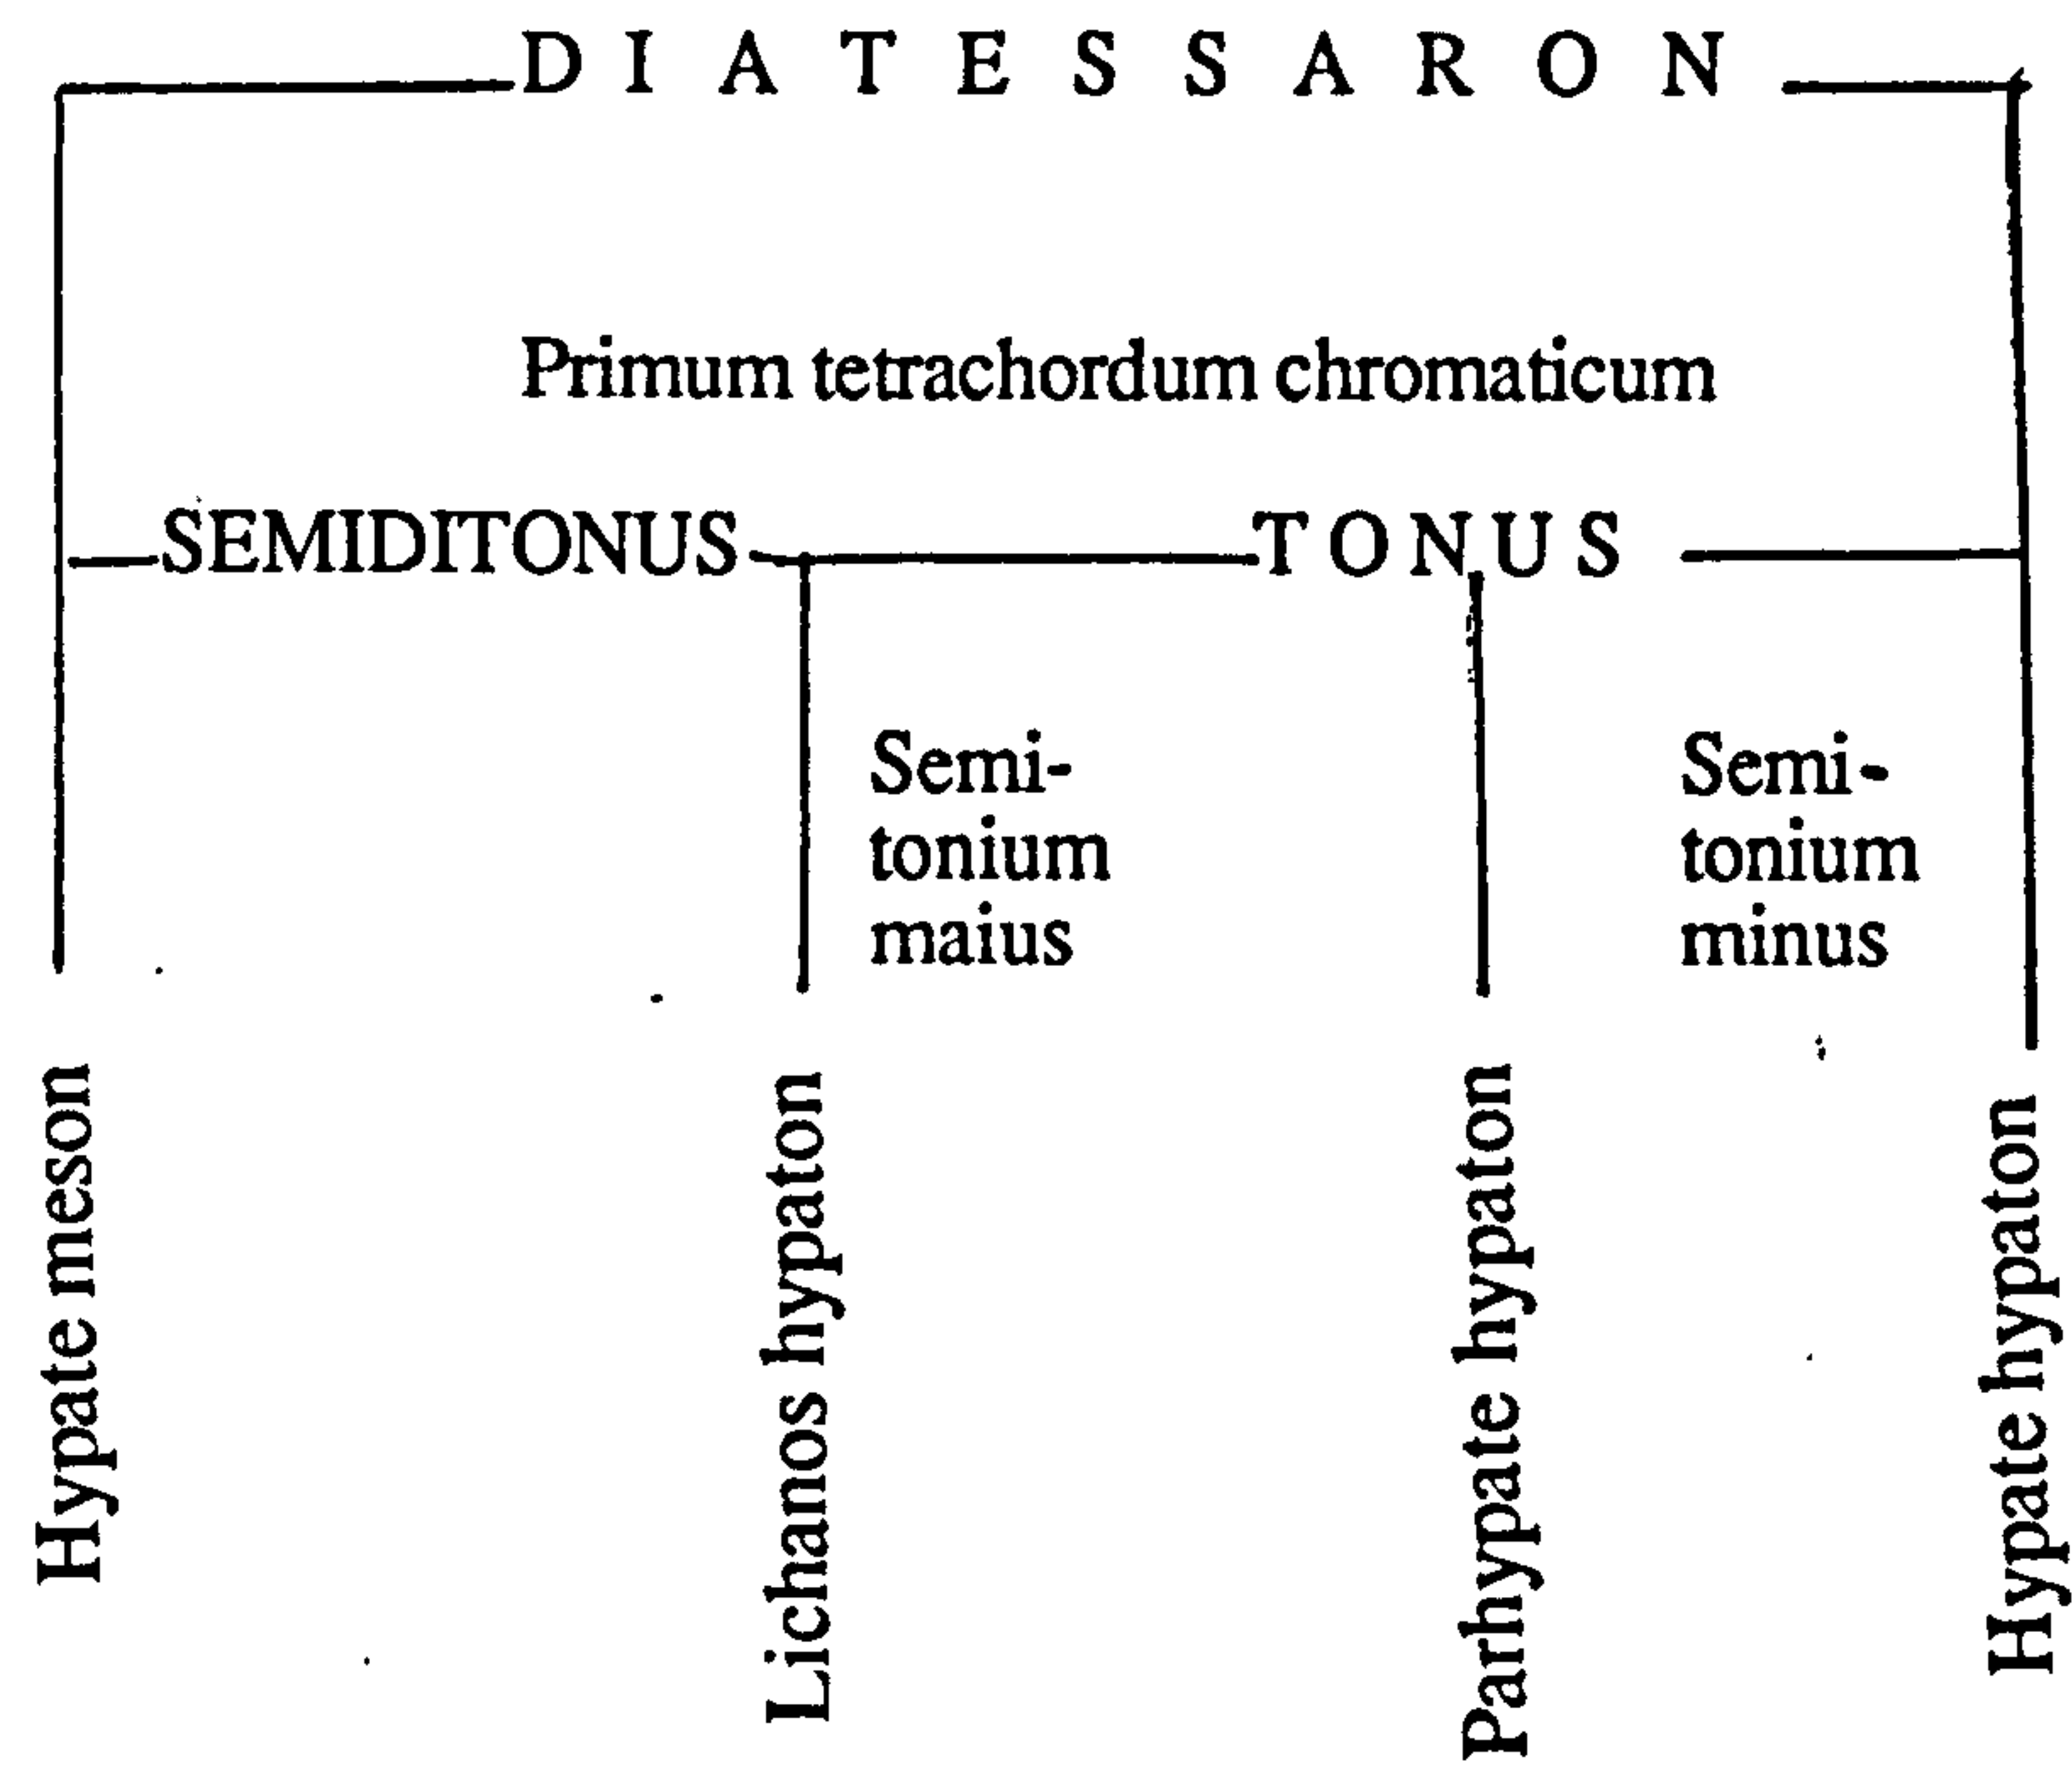 DIATESSARON
Primum tetrachordum chromaticum
SEMIDITONUS TONUS
Semi-
tonium
maius
Semi-
tonium
minus
Hypate meson
Lichanos hypaton
Parhypate hypaton
Hypate hypaton